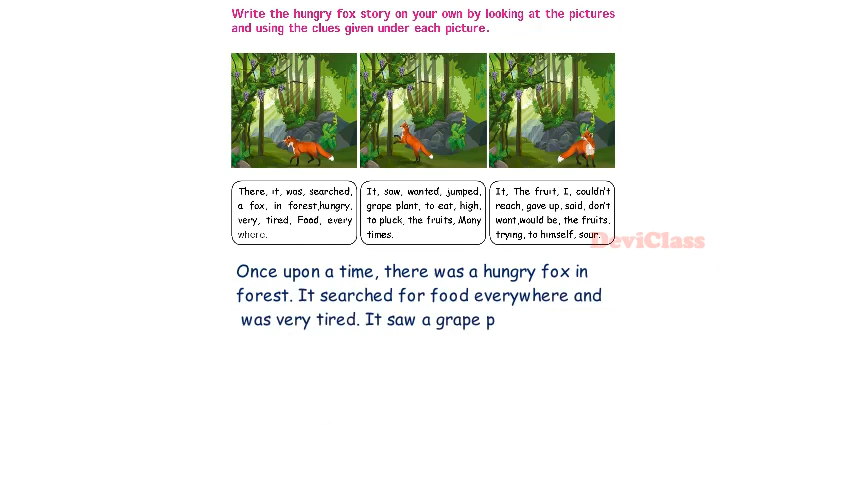 Write the hungry fox story on your own by looking at the pictures
and using the clues given under each picture.
There, it, was, searched,
a fox, in forest,hungry,
very, tired, Food, every
where.
It, saw, wanted, jumped,
grape plant, to eat, high,
to pluck, the fruits, Many
times.
It, The fruit, I, couldn't
reach, gave up, said, don't
want,would be, the fruits,
trying, to himself, sour.
DeviClass
Once upon a time, there was a hungry fox in
forest. It searched for food everywhere and
was very tired. It saw a grape p